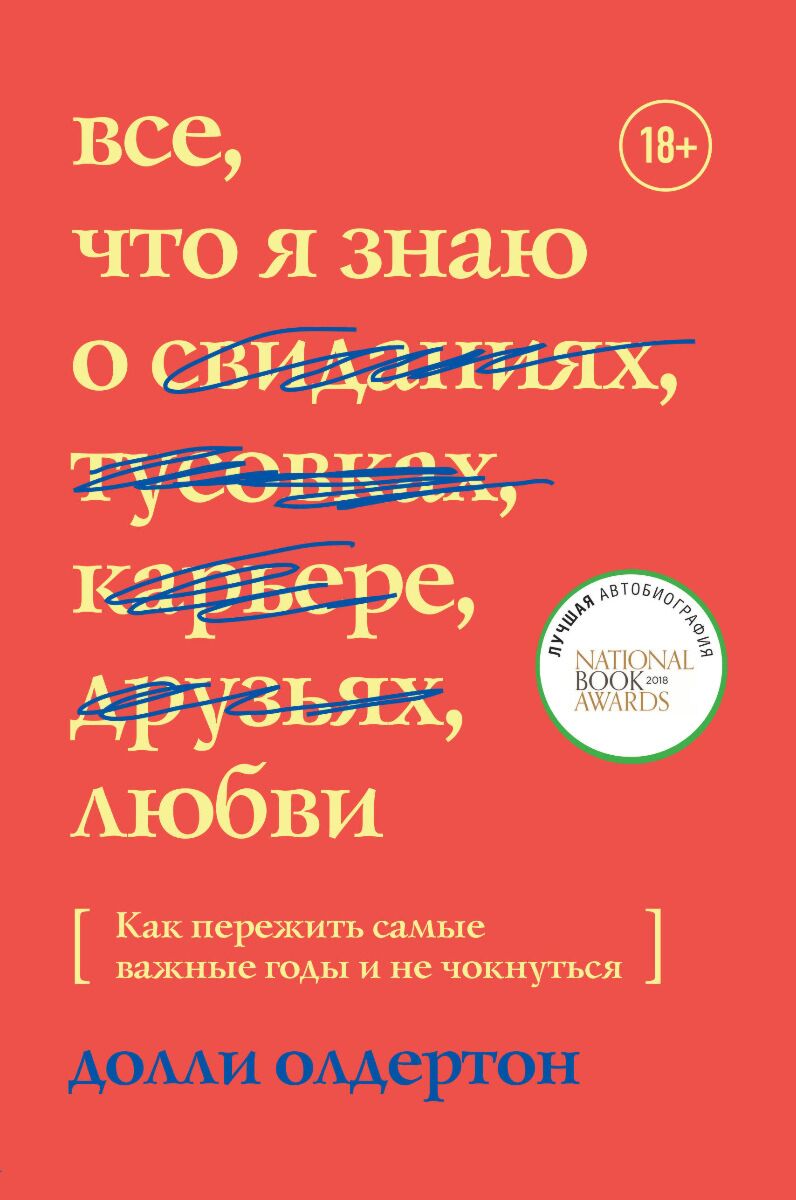 все,
18+
что я знаю
о свиданиях,
тусовках,
карьере,
друзьях,
любви
ЛУЧШАЯ АВТОБИОГРАФИЯ
NATIONAL
BOOK 2018
AWARDS
[ Как пережить самые
важные годы и не чокнуться ]
долли олдертон